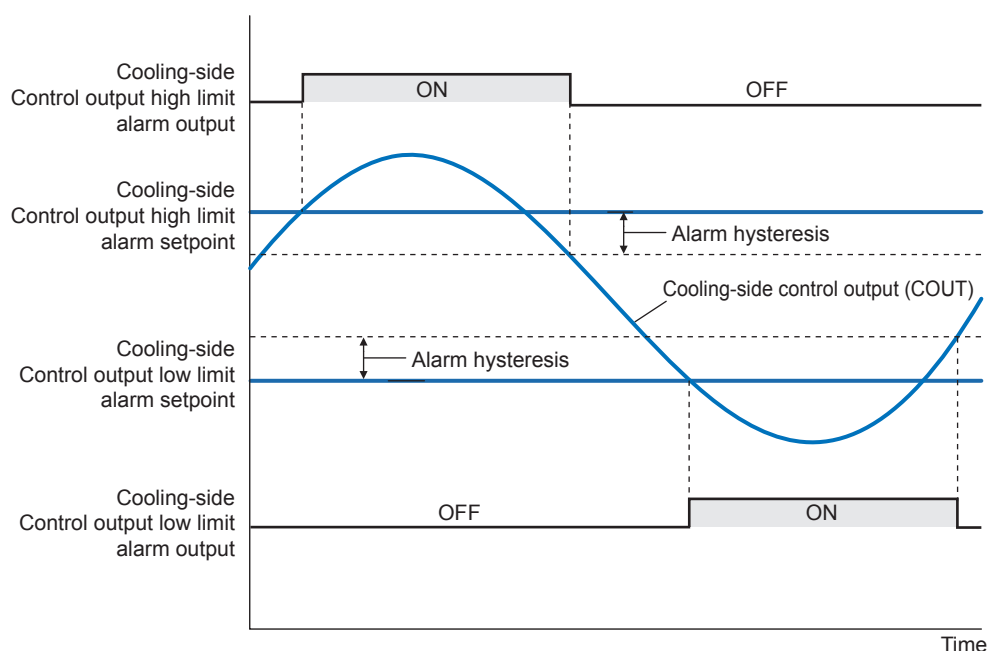 Cooling-side
Control output high limit
alarm output
ON
OFF
Cooling-side
Control output high limit
alarm setpoint
Alarm hysteresis
Cooling-side control output (COUT)
Cooling-side
Control output low limit
alarm setpoint
Alarm hysteresis
Cooling-side
Control output low limit
alarm output
OFF
ON
Time